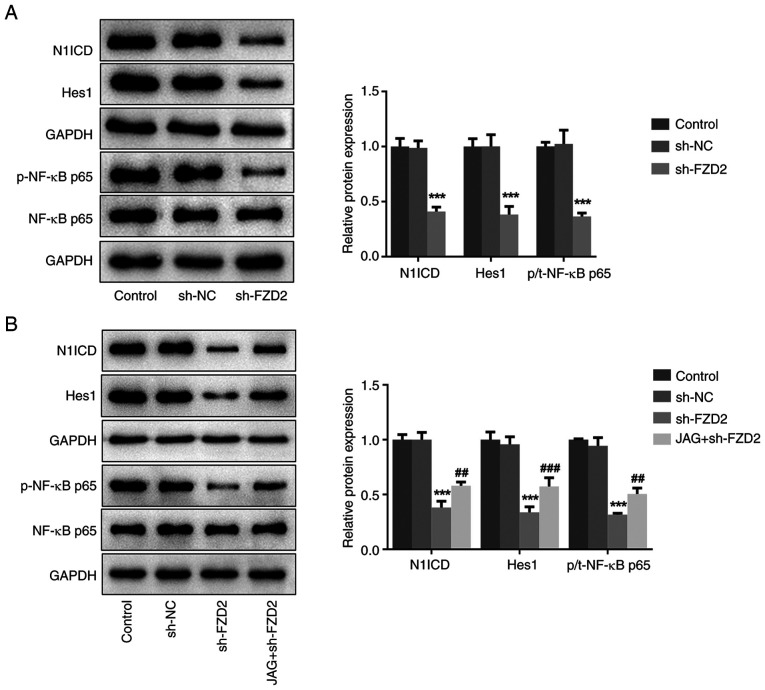 A
N1ICD
Hes1
GAPDH
p-NF-κB p65
NF-κB p65
GAPDH
Control sh-NC sh-FZD2
Relative protein expression
1.5
1.0
0.5
0.0
*** *** ***
N1ICD Hes1 p/t-NF-κB p65
Control
sh-NC
sh-FZD2
B
N1ICD
Hes1
GAPDH
p-NF-κB p65
NF-κB p65
GAPDH
Control
sh-NC
sh-FZD2
JAG+sh-FZD2
Relative protein expression
1.5
1.0
0.5
0.0
*** ## *** ### *** ##
N1ICD Hes1 p/t-NF-κB p65
Control
sh-NC
sh-FZD2
JAG+sh-FZD2